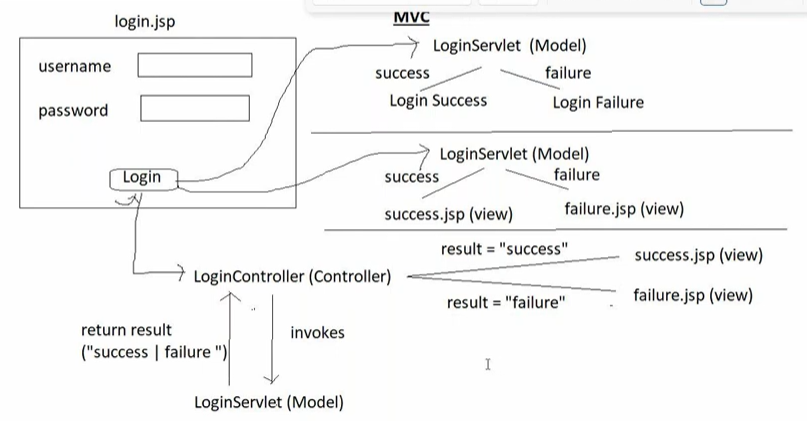 login.jsp
MVC
username
password
Login
LoginServlet (Model)
success
failure
Login Success
Login Failure
LoginServlet (Model)
success
failure
success.jsp (view)
failure.jsp (view)
LoginController (Controller)
result = "success"
success.jsp (view)
result = "failure"
failure.jsp (view)
return result
("success | failure ")
invokes
LoginServlet (Model)